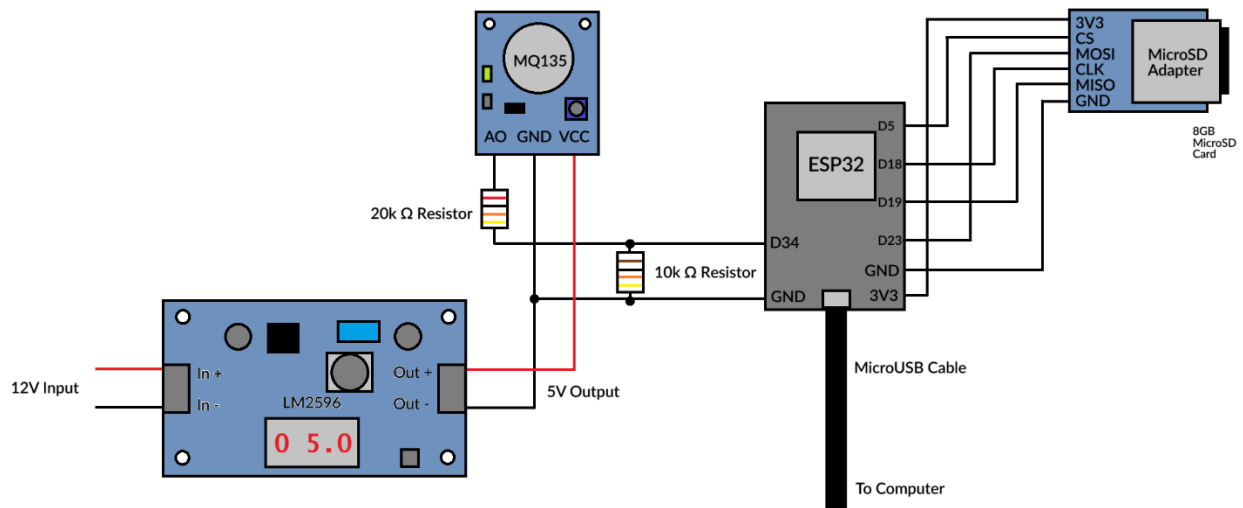 MQ135
AO GND VCC
20k Ω Resistor
10k Ω Resistor
12V Input
In +
In -
LM2596
0 5.0
Out +
Out -
5V Output
ESP32
D34
GND
D5
D18
D19
D23
GND
3V3
MicroUSB Cable
To Computer
3V3
CS
MOSI
CLK
MISO
GND
MicroSD
Adapter
8GB
MicroSD
Card